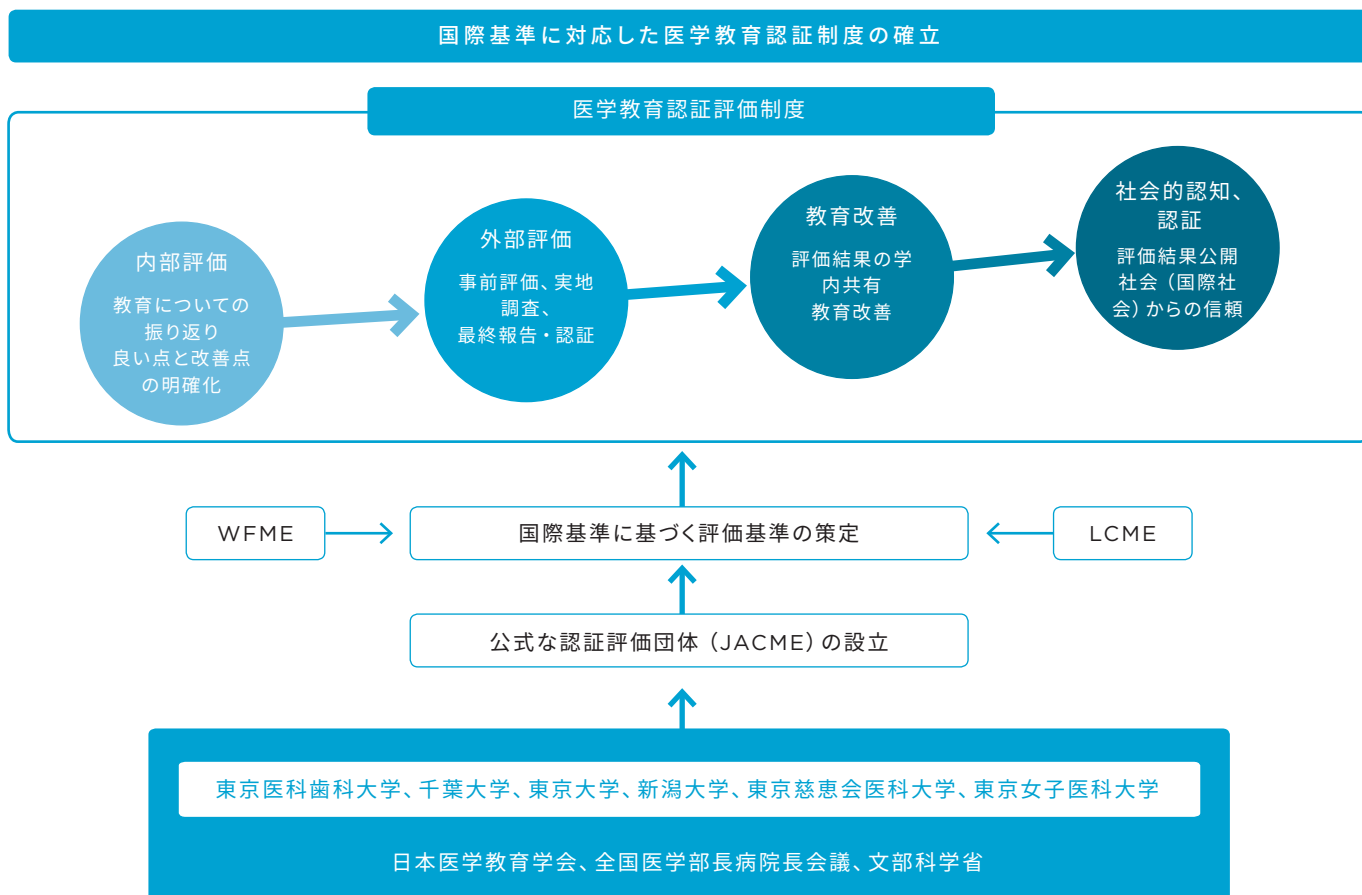 国際基準に対応した医学教育認証制度の確立
医学教育認証評価制度
内部評価
教育についての
振り返り
良い点と改善点
の明確化
外部評価
事前評価、実地
調査、
最終報告・認証
教育改善
評価結果の学
内共有
教育改善
社会的認知、
認証
評価結果公開
社会（国際社
会）からの信頼
WFME
国際基準に基づく評価基準の策定
LCME
公式な認証評価団体（JACME）の設立
東京医科歯科大学、千葉大学、東京大学、新潟大学、東京慈恵会医科大学、東京女子医科大学
日本医学教育学会、全国医学部長病院長会議、文部科学省